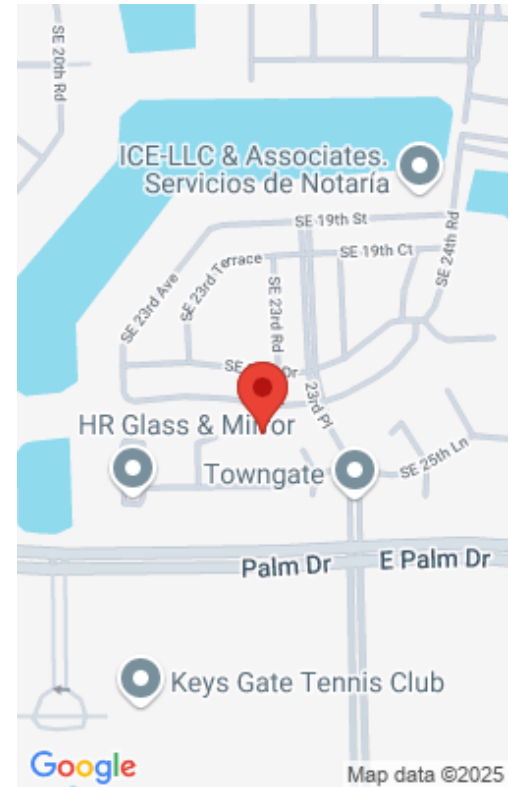 SE 20th Rd
ICE-LLC & Associates.
Servicios de Notaría
SE 19th St
SE 24th Rd
SE 19th Ct
SE 23rd Terrace
SE 23rd Ave
SE 23rd Rd
SE
Dr
23rd Pl
HR Glass & Mirror
Towngate
SE 25th Ln
Palm Dr
E Palm Dr
Keys Gate Tennis Club
Google
Map data ©2025